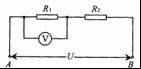 R₁ R₂
V
A U B